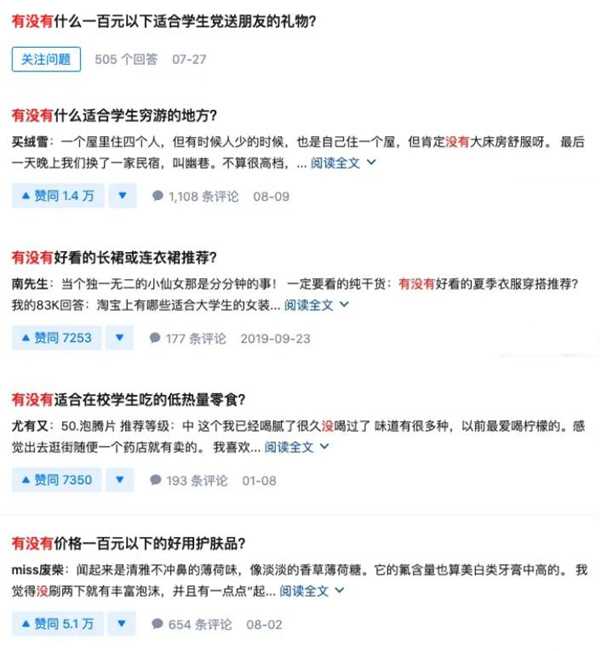 有没有什么一百元以下适合学生党送朋友的礼物?
关注问题 505 个回答 07-27
有没有什么适合学生穷游的地方?
买绒雪：一个屋里住四个人，但有时候人少的时候，也是自己住一个屋，但肯定没有大床房舒服呀。 最后
一天晚上我们换了一家民宿，叫幽巷。不算很高档，... 阅读全文
赞同 1.4 万 1,108 条评论 08-09
有没有好看的长裙或连衣裙推荐?
南先生：当个独一无二的小仙女那是分分钟的事！ 一定要看的纯干货：有没有好看的夏季衣服穿搭推荐?
我的83K回答：淘宝上有哪些适合大学生的女装... 阅读全文
赞同 7253 177 条评论 2019-09-23
有没有适合在校学生吃的低热量零食?
尤有又：50.泡腾片 推荐等级：中 这个我已经喝腻了很久没喝过了 味道有很多种，以前最爱喝柠檬的。感
觉出去逛街随便一个药店就有卖的。 我喜欢... 阅读全文
赞同 7350 193 条评论 01-08
有没有价格一百元以下的好用护肤品?
miss废柴：闻起来是清雅不冲鼻的薄荷味，像淡淡的香草薄荷糖。它的氟含量也算美白类牙膏中高的。 我
觉得没刷两下就有丰富泡沫，并且有一点点"起... 阅读全文
赞同 5.1 万 654 条评论 08-02